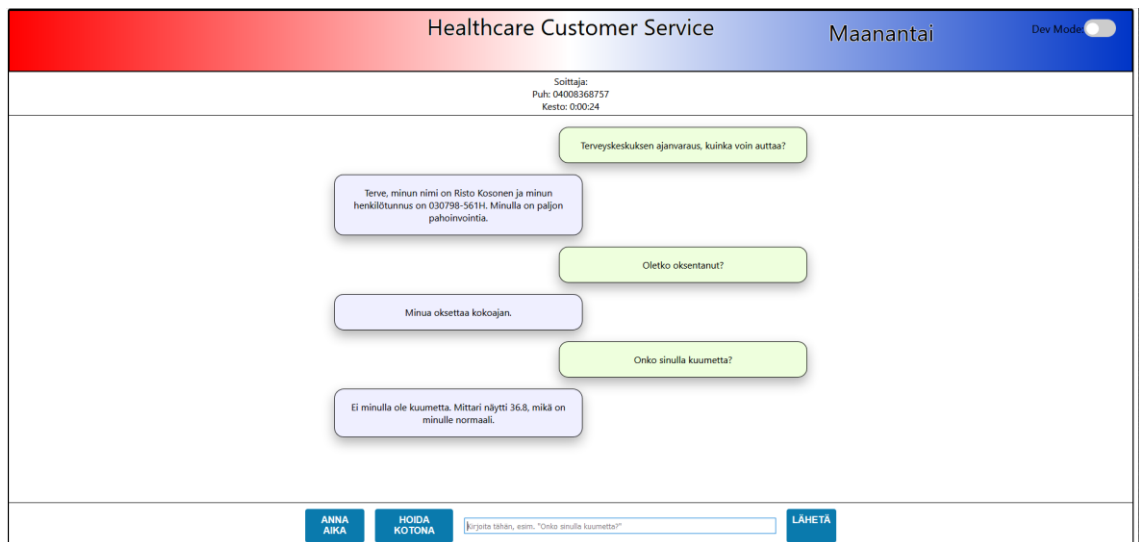 Healthcare Customer Service
Maanantai
Dev Mode:
Soittaja:
Puh: 04008368757
Kesto: 0:00:24
Terveyskeskuksen ajanvaraus, kuinka voin auttaa?
Terve, minun nimi on Risto Kosonen ja minun
henkilötunnus on 030798-561H. Minulla on paljon
pahoinvointia.
Oletko oksentanut?
Minua oksettaa kokoajan.
Onko sinulla kuumetta?
Ei minulla ole kuumetta. Mittari näytti 36.8, mikä on
minulle normaali.
ANNA
AIKA
HOIDA
KOTONA
Kirjoita tähän, esim. "Onko sinulla kuumetta?"
LÄHETÄ